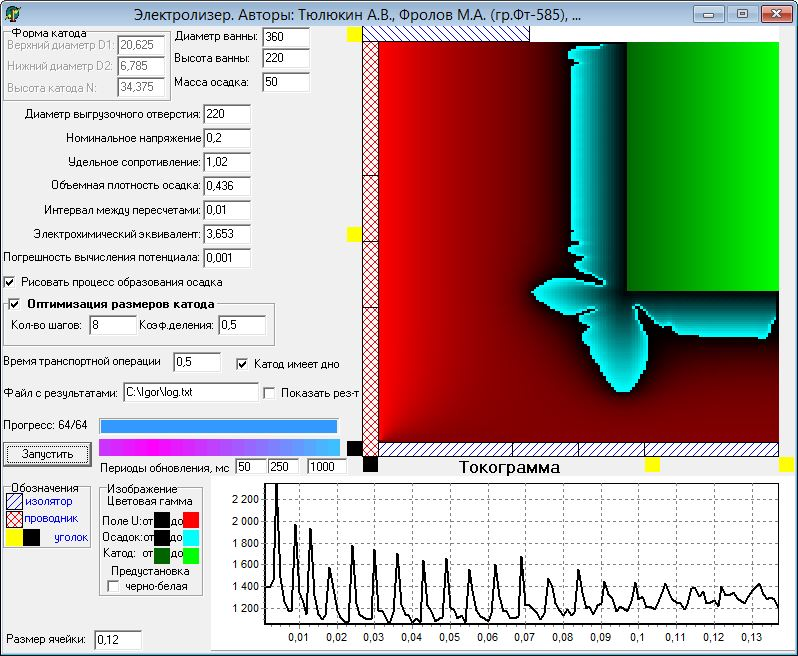 Электролизер. Авторы: Тюлюкин А.В., Фролов М.А. (гр.Фт-585), ...
Форма катода
Верхний диаметр D1: 20,625
Нижний диаметр D2: 6,785
Высота катода N: 34,375
Диаметр ванны: 360
Высота ванны: 220
Масса осадка: 50
Диаметр выгрузочного отверстия: 220
Номинальное напряжение 0,2
Удельное сопротивление: 1,02
Объемная плотность осадка: 0,436
Интервал между пересчетами: 0,01
Электрохимический эквивалент: 3,653
Погрешность вычисления потенциала: 0,001
Рисовать процесс образования осадка
Оптимизация размеров катода
Кол-во шагов: 8 Коэф.деления: 0,5
Время транспортной операции 0,5 Катод имеет дно
Файл с результатами: C:\Igor\log.txt Показать рез-т
Прогресс: 64/64
Запустить
Периоды обновления, мс 50 250 1000
Обозначения
изолятор
проводник
уголок
Изображение
Цветовая гамма
Поле U: от до
Осадок: от до
Катод: от до
Предустановка
черно-белая
Размер ячейки: 0,12
Токограмма
2 200
2 000
1 800
1 600
1 400
1 200
0,01 0,02 0,03 0,04 0,05 0,06 0,07 0,08 0,09 0,1 0,11 0,12 0,13